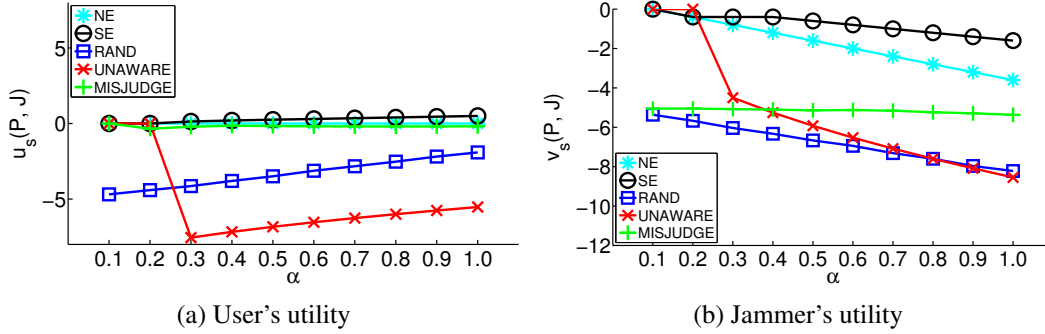 NE
SE
RAND
UNAWARE
MISJUDGE
5
0
−5
u_s(P, J)
0.1 0.2 0.3 0.4 0.5 0.6 0.7 0.8 0.9 1.0
α
(a) User's utility
0
−2
−4
−6
−8
−10
−12
v_s(P, J)
NE
SE
RAND
UNAWARE
MISJUDGE
0.1 0.2 0.3 0.4 0.5 0.6 0.7 0.8 0.9 1.0
α
(b) Jammer's utility